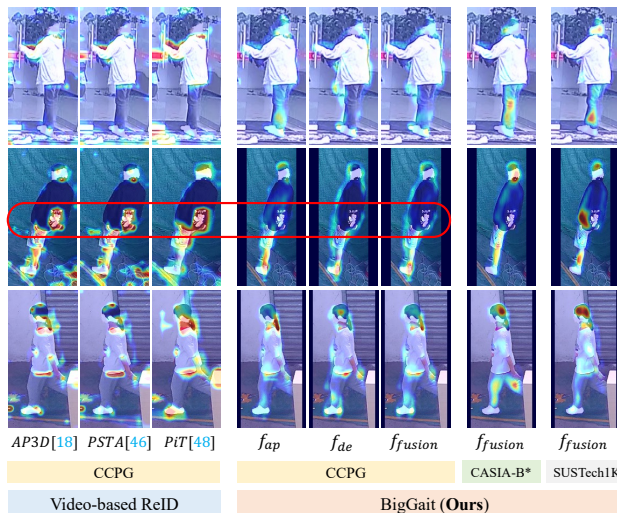 AP3D[18] PSTA[46] PiT[48] f_ap f_de f_fusion f_fusion f_fusion
CCPG CCPG CASIA-B* SUSTech1K
Video-based ReID BigGait (Ours)